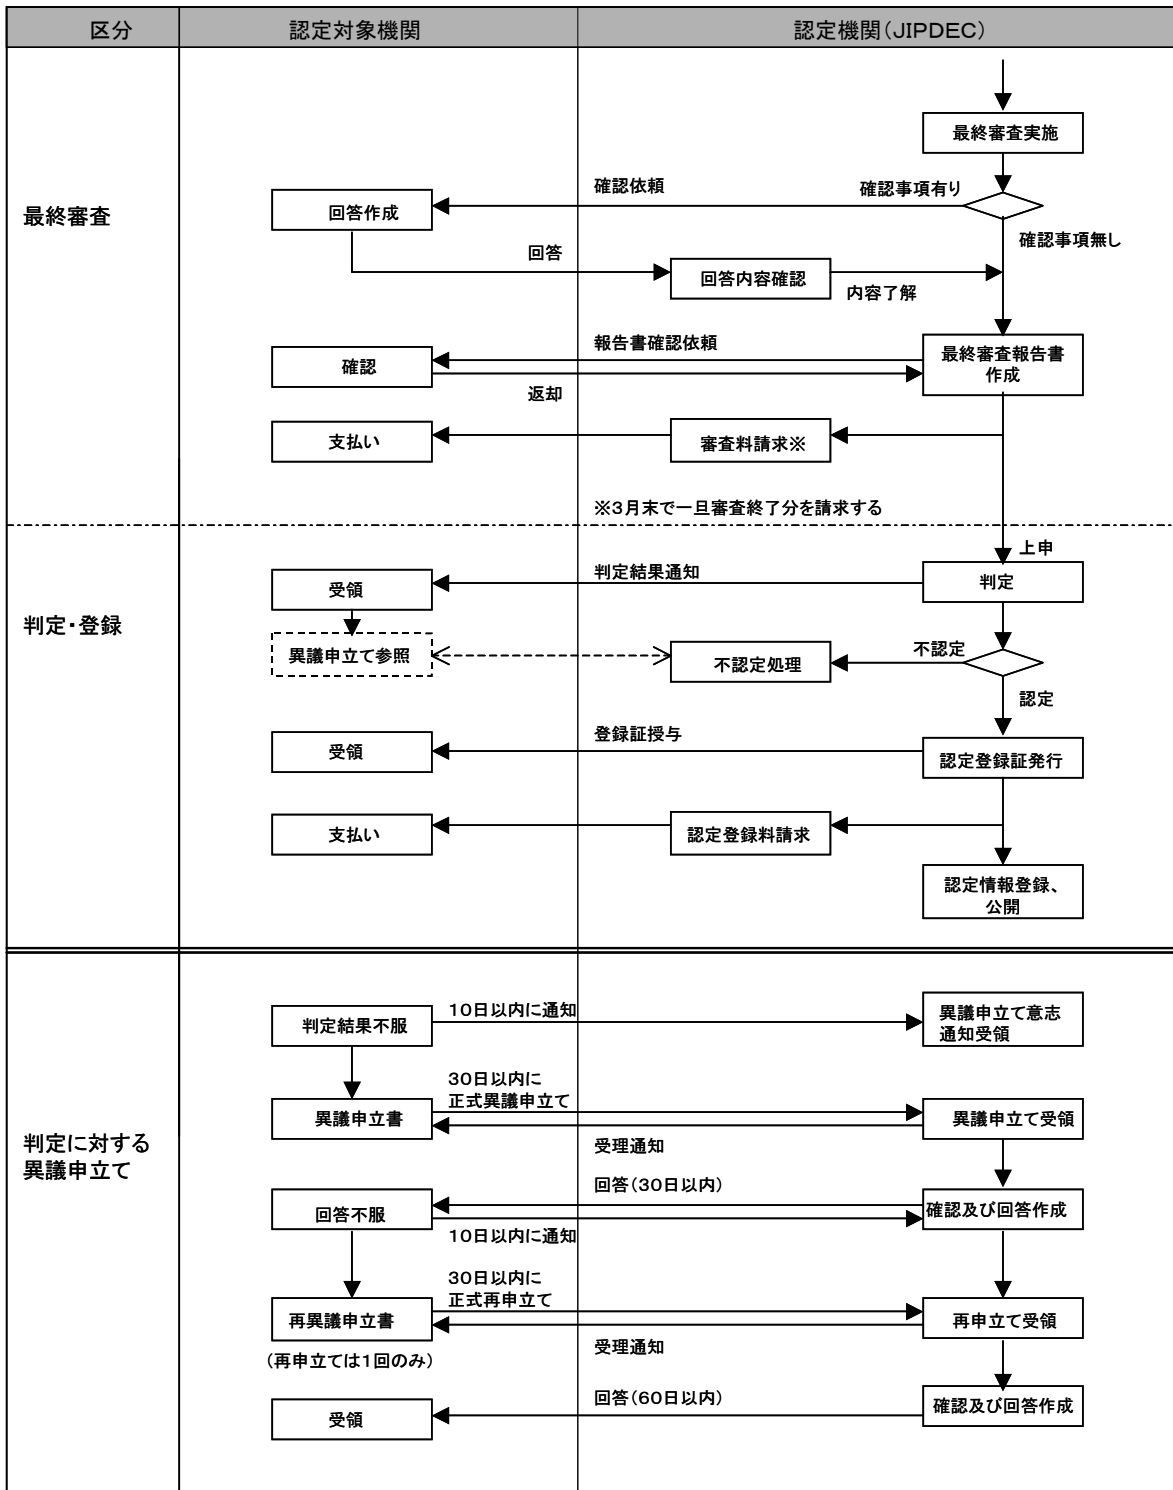 区分
認定対象機関
認定機関(JIPDEC)
最終審査
最終審査実施
確認依頼
確認事項有り
回答作成
確認事項無し
回答
回答内容確認
内容了解
報告書確認依頼
最終審査報告書
作成
確認
返却
支払い
審査料請求※
※3月末で一旦審査終了分を請求する
上申
判定・登録
判定結果通知
判定
受領
異議申立て参照
不認定処理
不認定
認定
登録証授与
受領
認定登録証発行
支払い
認定登録料請求
認定情報登録、
公開
判定に対する
異議申立て
判定結果不服
10日以内に通知
異議申立て意志
通知受領
30日以内に
正式異議申立て
異議申立書
異議申立て受領
受理通知
回答(30日以内)
回答不服
確認及び回答作成
10日以内に通知
30日以内に
正式再申立て
再異議申立書
再申立て受領
(再申立ては1回のみ)
受理通知
回答(60日以内)
受領
確認及び回答作成